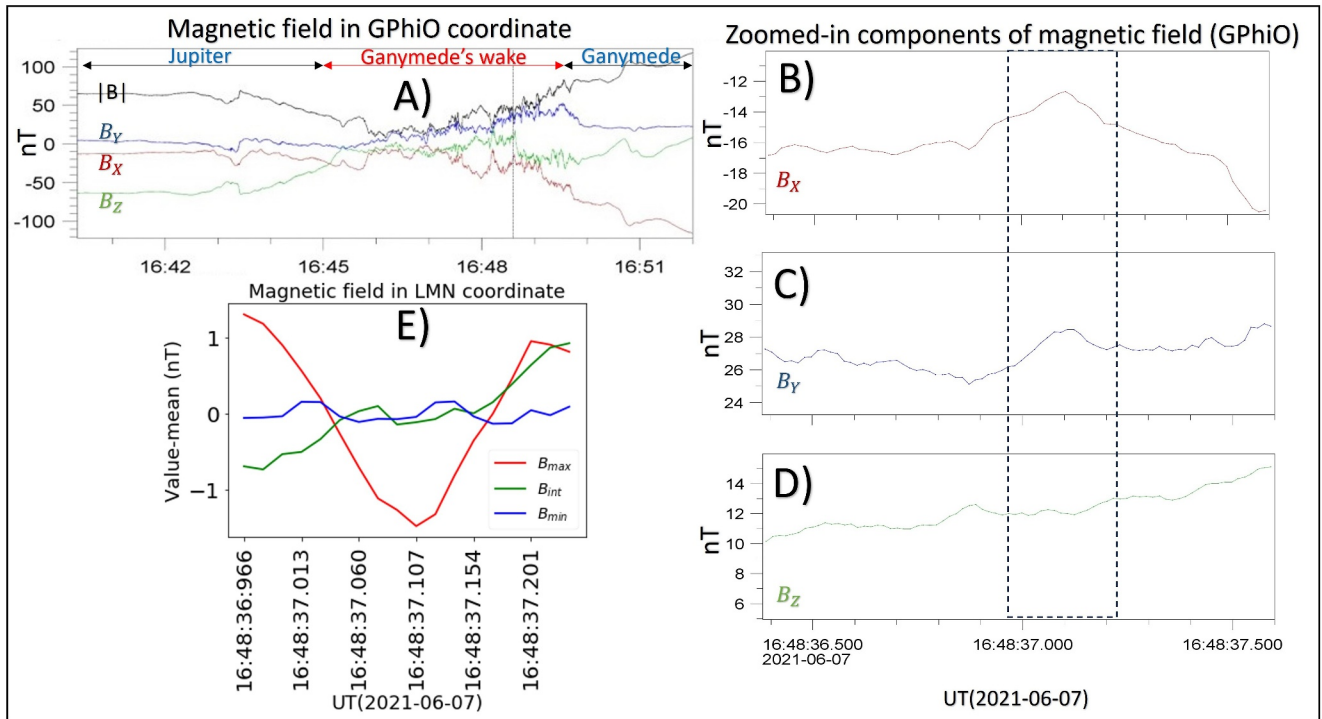 Magnetic field in GPhiO coordinate
Jupiter Ganymede's wake Ganymede
A)
|B|
B_Y
B_X
B_Z
nT
100
50
0
-50
-100
16:42 16:45 16:48 16:51
Magnetic field in LMN coordinate
E)
Value-mean (nT)
1
0
−1
B_max
B_int
B_min
16:48:36:966
16:48:37.013
16:48:37.060
16:48:37.107
16:48:37.154
16:48:37.201
UT(2021-06-07)
Zoomed-in components of magnetic field (GPhiO)
B)
nT
-12
-14
-16
-18
-20
B_X
C)
nT
32
30
28
26
24
B_Y
D)
nT
14
12
10
8
6
B_Z
16:48:36.500 16:48:37.000 16:48:37.500
2021-06-07
UT(2021-06-07)